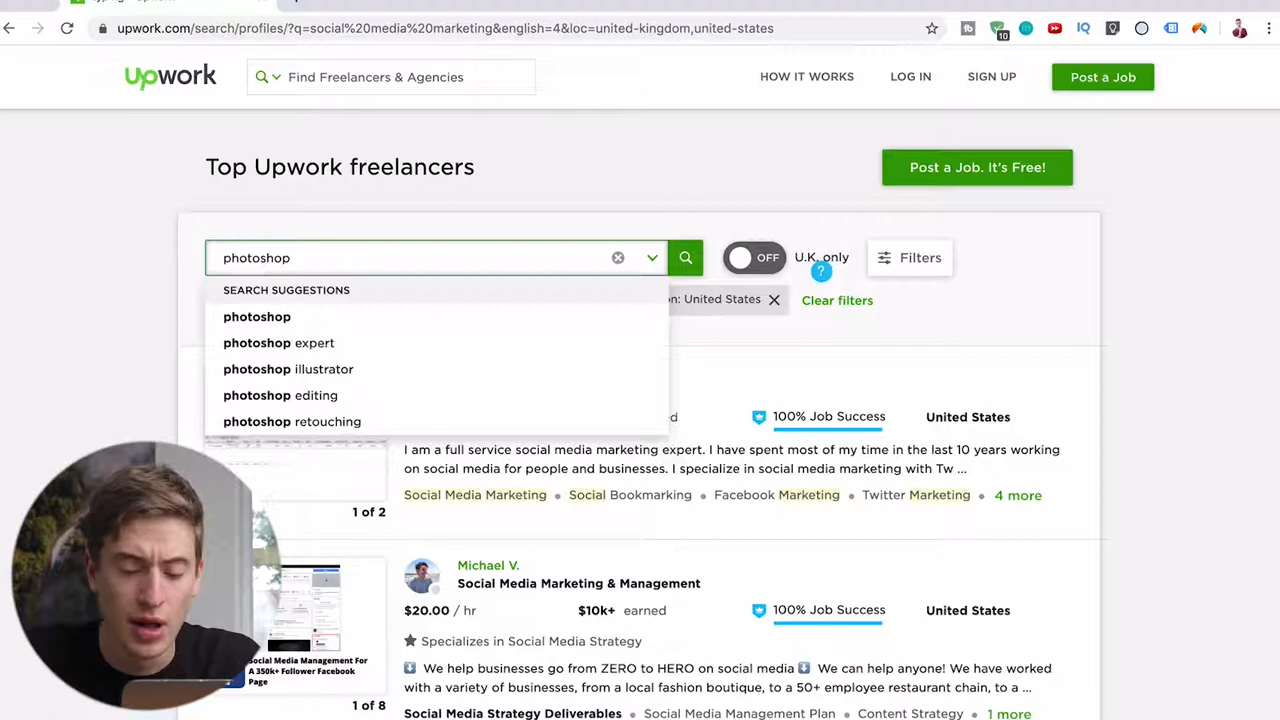 upwork.com/search/profiles/?q=social%20media%20marketing&english=4&loc=united-kingdom,united-states
10
upwork
Find Freelancers & Agencies
HOW IT WORKS
LOG IN
SIGN UP
Post a Job
Top Upwork freelancers
Post a Job. It's Free!
photoshop
OFF
U.K. only
?
Filters
SEARCH SUGGESTIONS
n: United States
Clear filters
photoshop
photoshop expert
photoshop illustrator
photoshop editing
photoshop retouching
d
100% Job Success
United States
I am a full service social media marketing expert. I have spent most of my time in the last 10 years working
on social media for people and businesses. I specialize in social media marketing with Tw ...
Social Media Marketing • Social Bookmarking • Facebook Marketing • Twitter Marketing • 4 more
1 of 2
Michael V.
Social Media Marketing & Management
$20.00 / hr
$10k+ earned
100% Job Success
United States
Specializes in Social Media Strategy
Social Media Management For
A 350k+ Follower Facebook
Page
We help businesses go from ZERO to HERO on social media We can help anyone! We have worked
with a variety of businesses, from a local fashion boutique, to a 50+ employee restaurant chain, to a ...
1 of 8
Social Media Strategy Deliverables • Social Media Management Plan • Content Strategy • 1 more